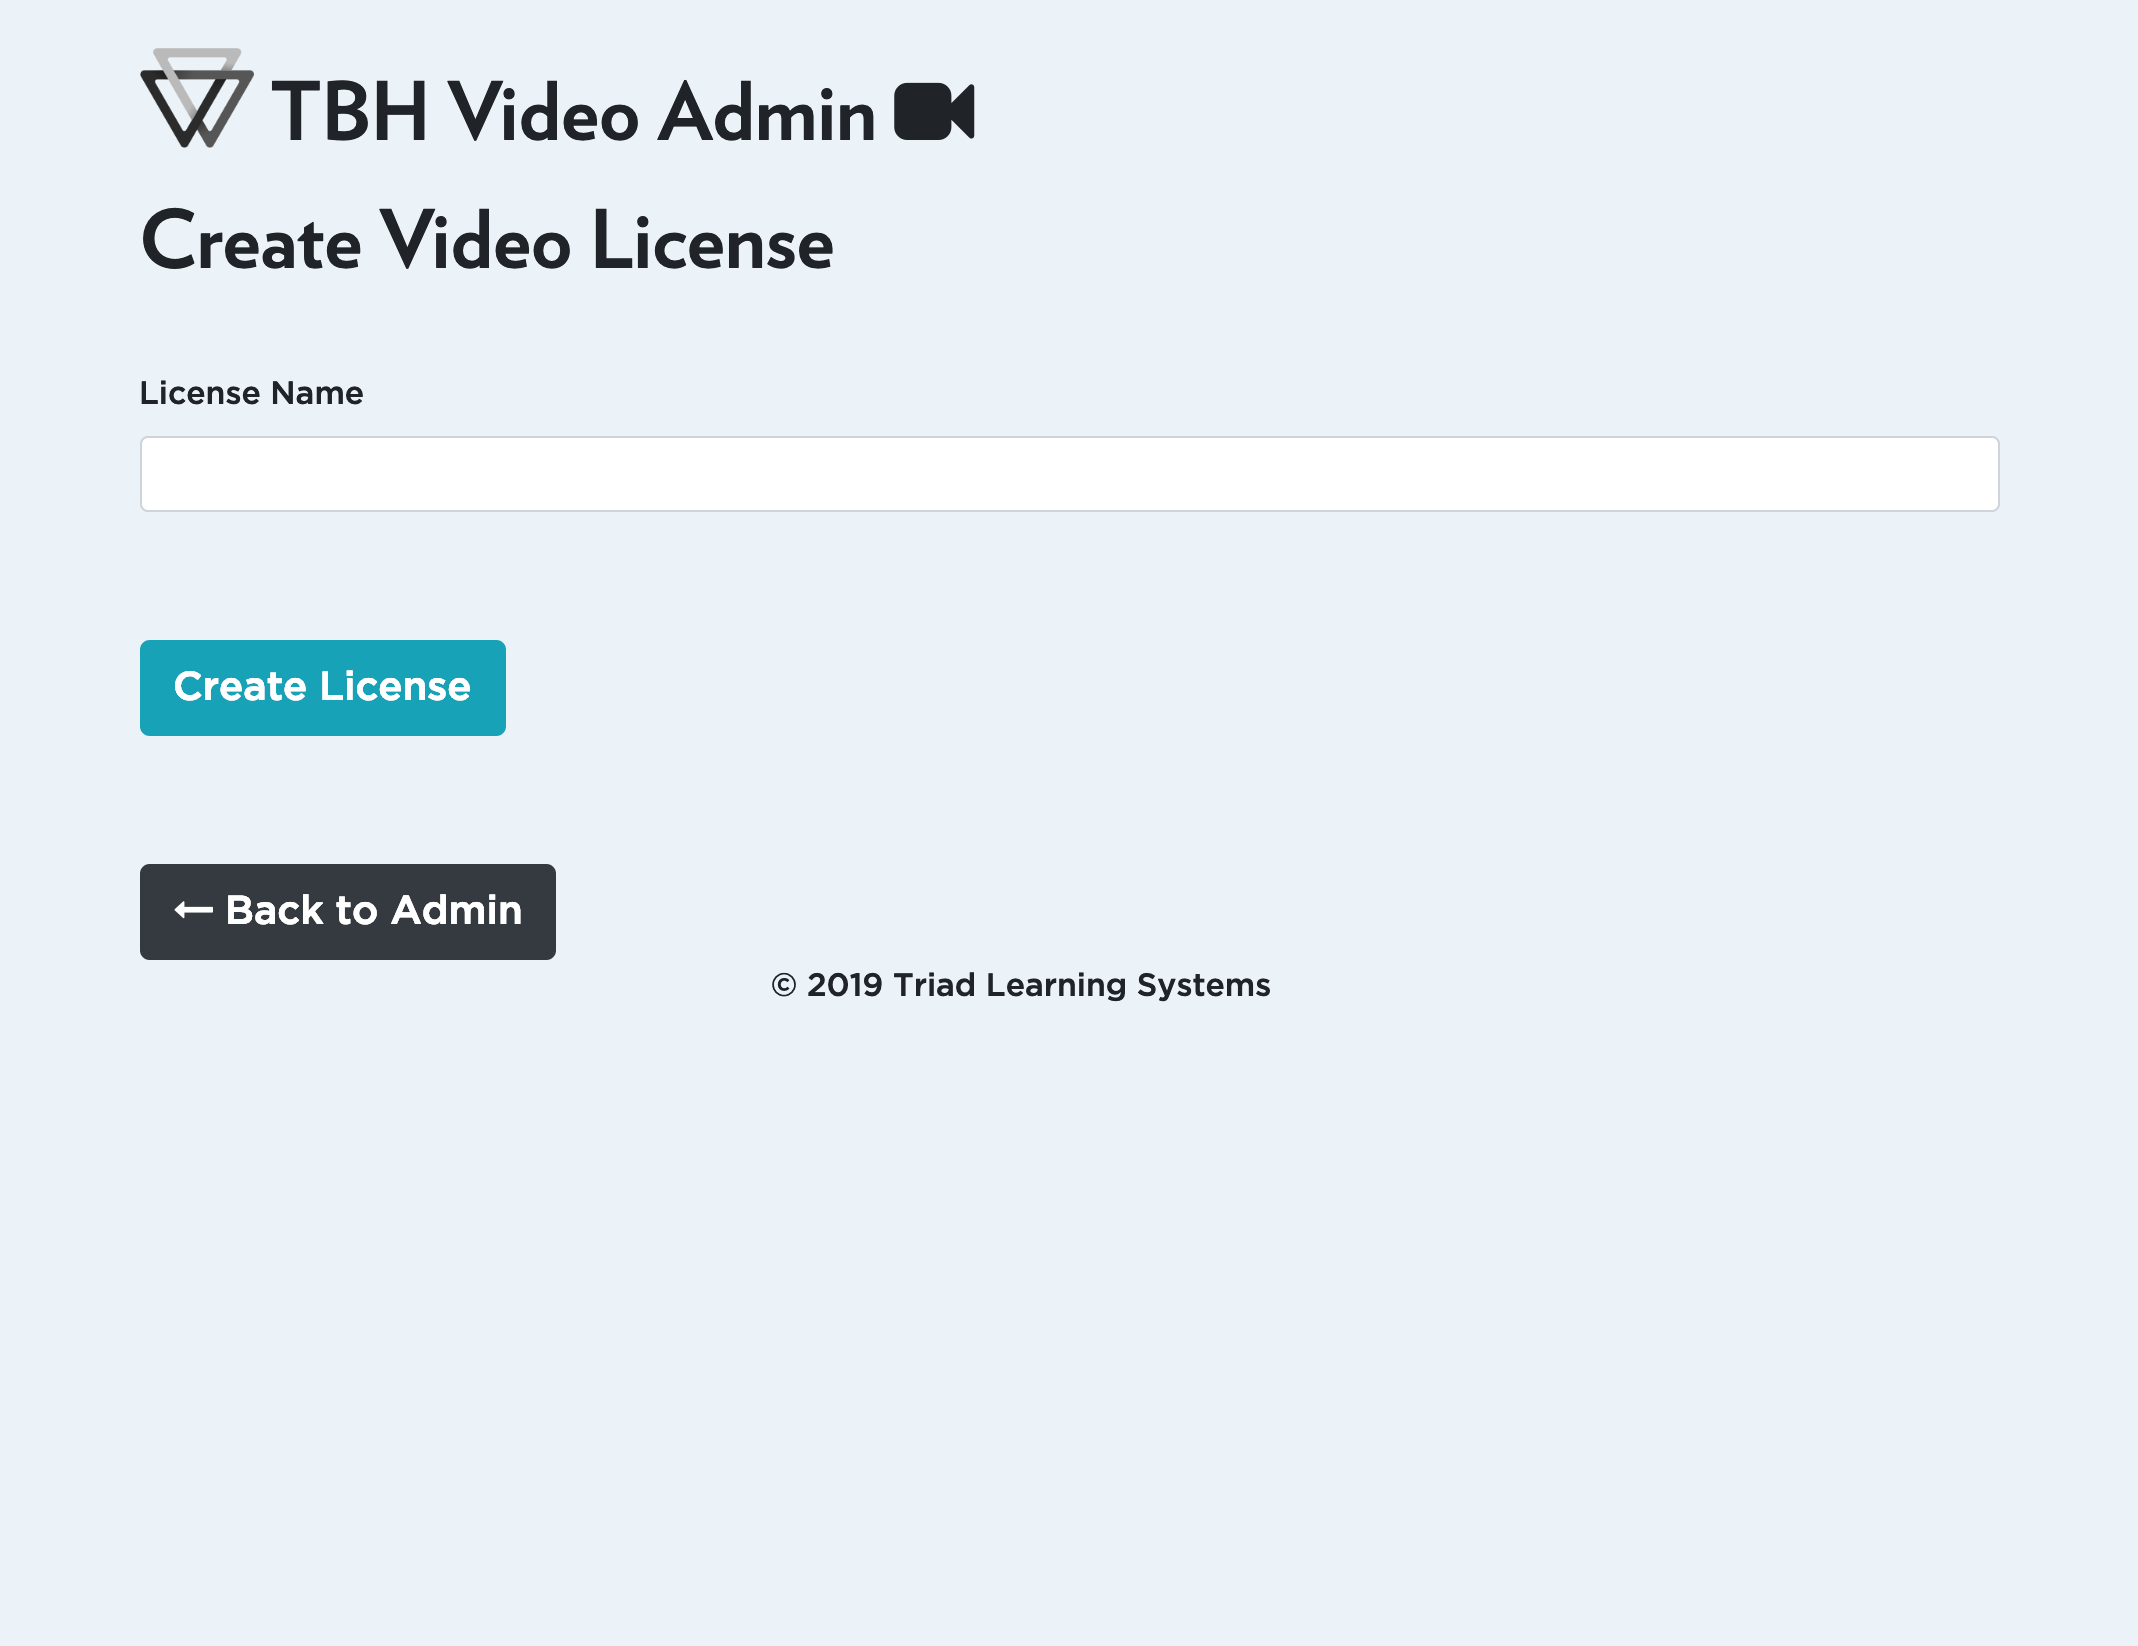 TBH Video Admin
Create Video License
License Name
Create License
Back to Admin
© 2019 Triad Learning Systems